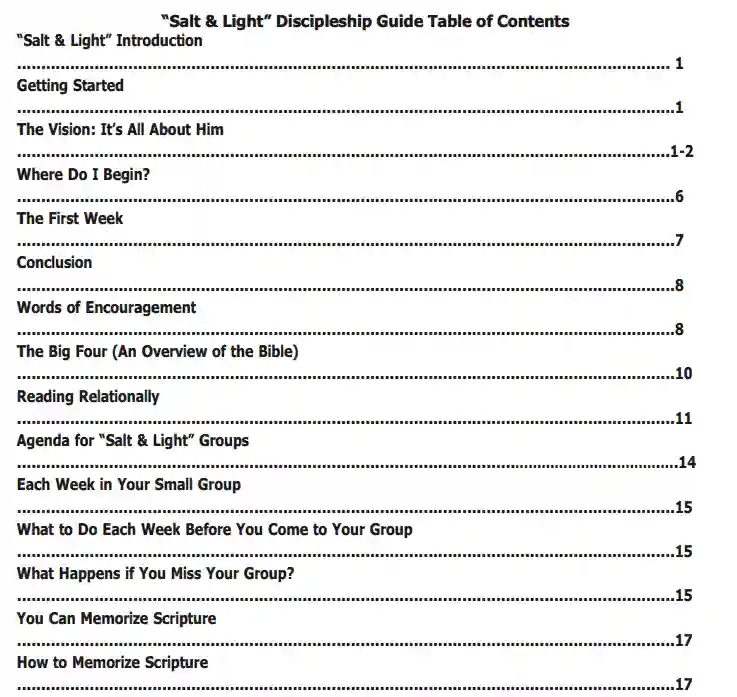 “Salt & Light” Discipleship Guide Table of Contents
“Salt & Light” Introduction
........................................................................................................................................ 1
Getting Started
.........................................................................................................................................1
The Vision: It’s All About Him
........................................................................................................................................1-2
Where Do I Begin?
.........................................................................................................................................6
The First Week
.........................................................................................................................................7
Conclusion
.........................................................................................................................................8
Words of Encouragement
.........................................................................................................................................8
The Big Four (An Overview of the Bible)
.........................................................................................................................................10
Reading Relationally
.........................................................................................................................................11
Agenda for “Salt & Light” Groups
.........................................................................................................................................14
Each Week in Your Small Group
.........................................................................................................................................15
What to Do Each Week Before You Come to Your Group
.........................................................................................................................................15
What Happens if You Miss Your Group?
.........................................................................................................................................15
You Can Memorize Scripture
.........................................................................................................................................17
How to Memorize Scripture
.........................................................................................................................................17